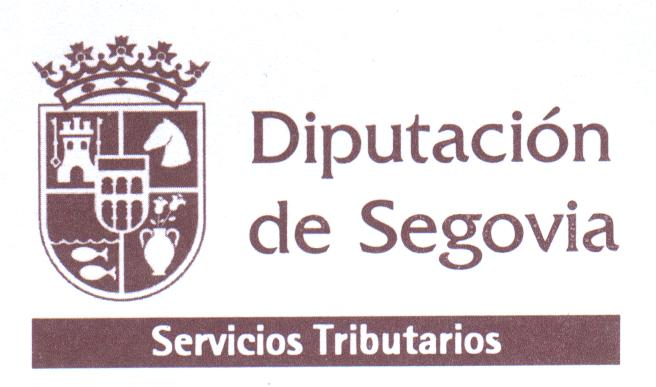 Diputación
de Segovia
Servicios Tributarios